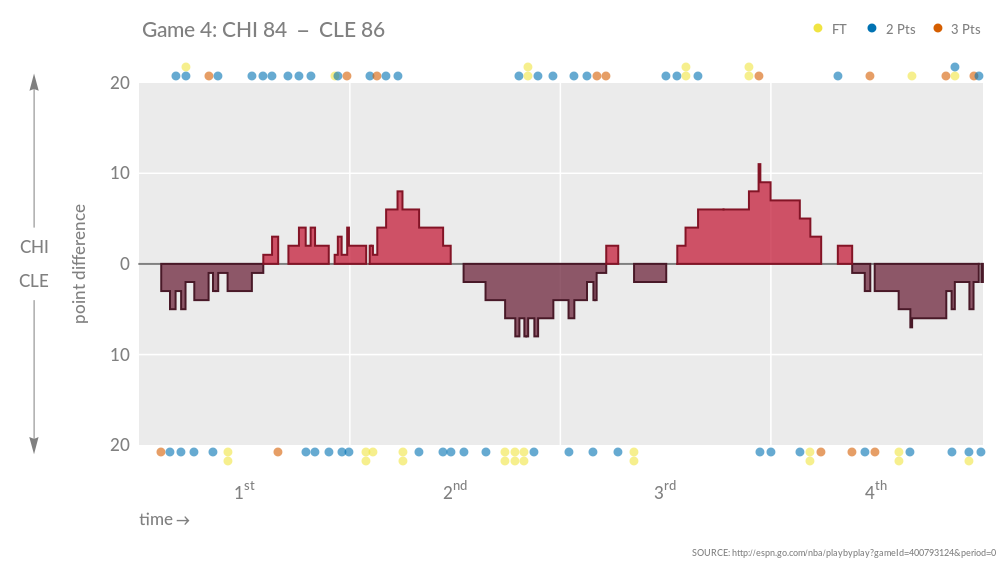 Game 4: CHI 84 – CLE 86
FT 2 Pts 3 Pts
20
10
0
10
20
CHI
CLE
point difference
1st 2nd 3rd 4th
time→
SOURCE: http://espn.go.com/nba/playbyplay?gameId=400793124&period=0